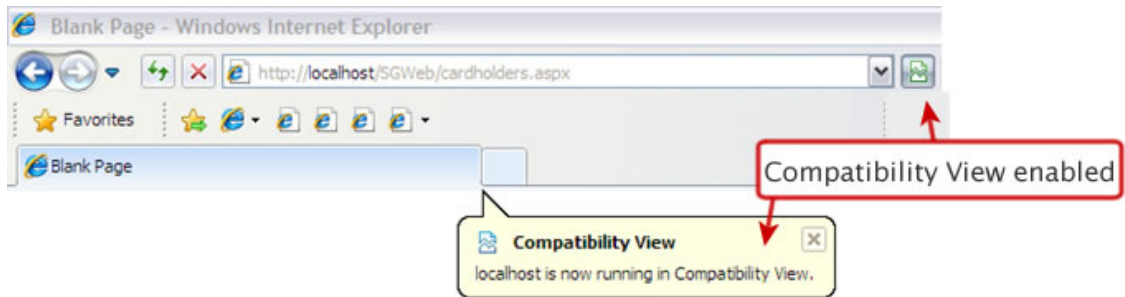 Blank Page - Windows Internet Explorer
http://localhost/SGWeb/cardholders.aspx
Favorites
Blank Page
Compatibility View enabled
Compatibility View
localhost is now running in Compatibility View.